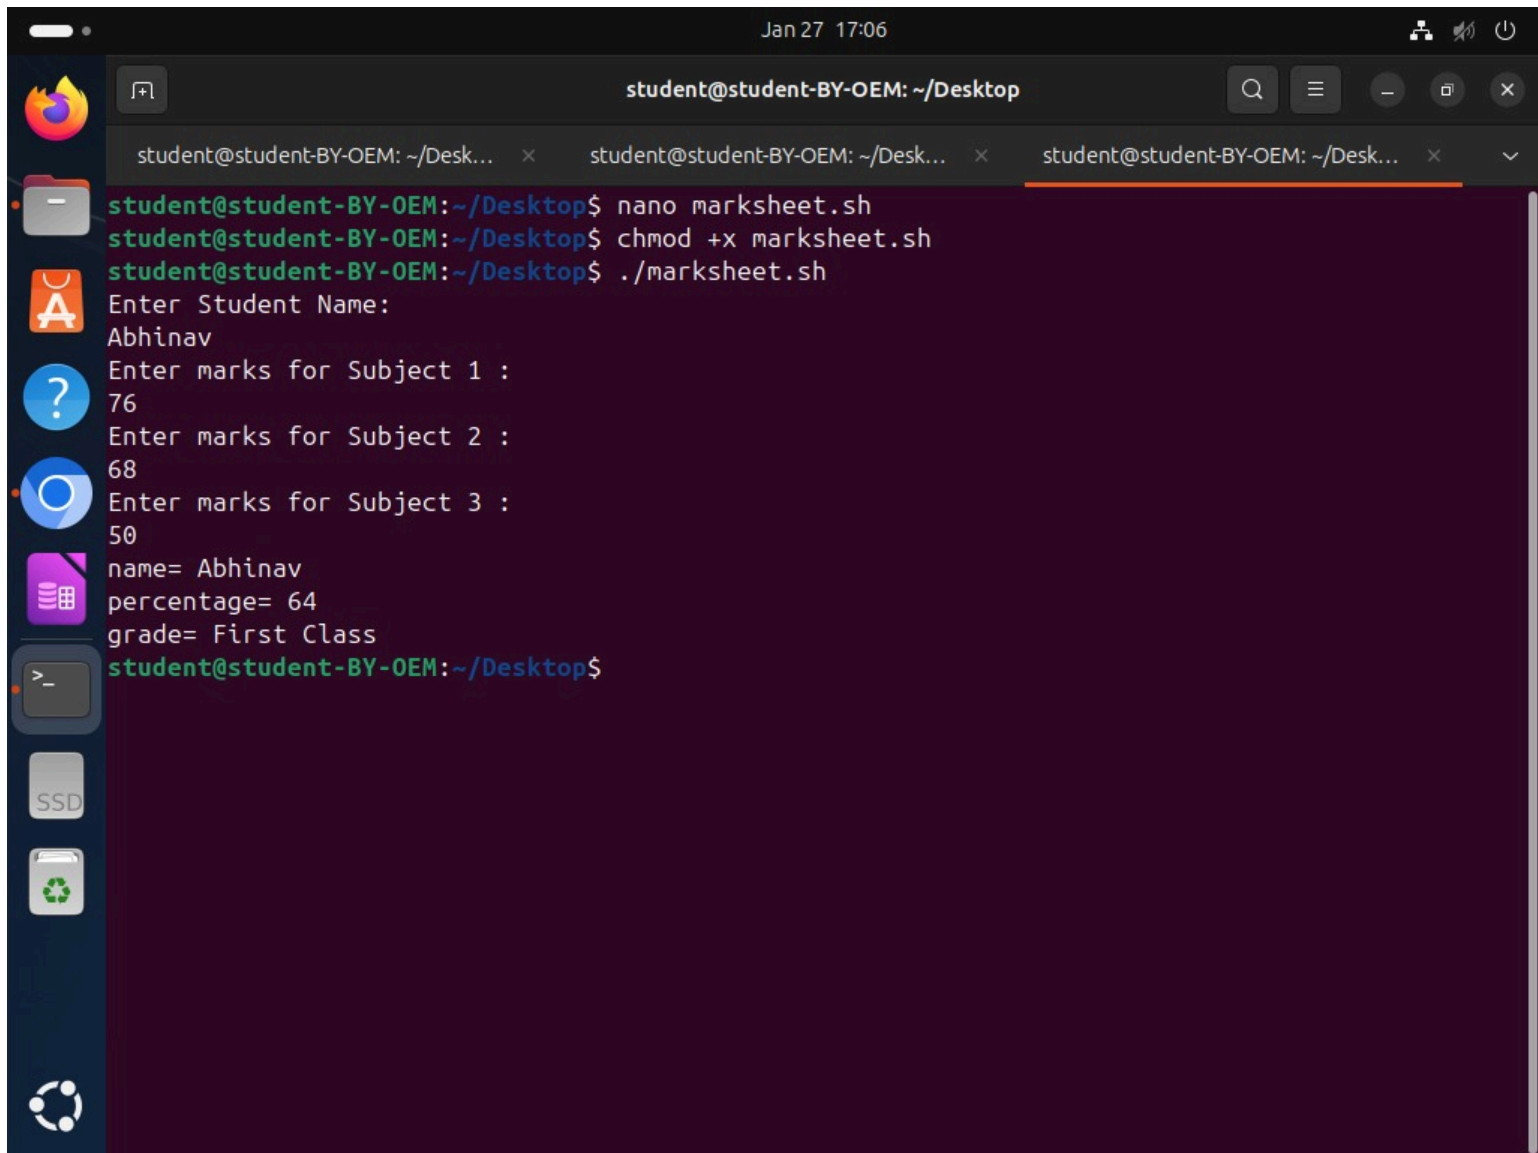 Jan 27 17:06
student@student-BY-OEM: ~/Desktop
student@student-BY-OEM: ~/Desk...
student@student-BY-OEM: ~/Desk...
student@student-BY-OEM: ~/Desk...
student@student-BY-OEM:~/Desktop$ nano marksheet.sh
student@student-BY-OEM:~/Desktop$ chmod +x marksheet.sh
student@student-BY-OEM:~/Desktop$ ./marksheet.sh
Enter Student Name:
Abhinav
Enter marks for Subject 1 :
76
Enter marks for Subject 2 :
68
Enter marks for Subject 3 :
50
name= Abhinav
percentage= 64
grade= First Class
student@student-BY-OEM:~/Desktop$
SSD